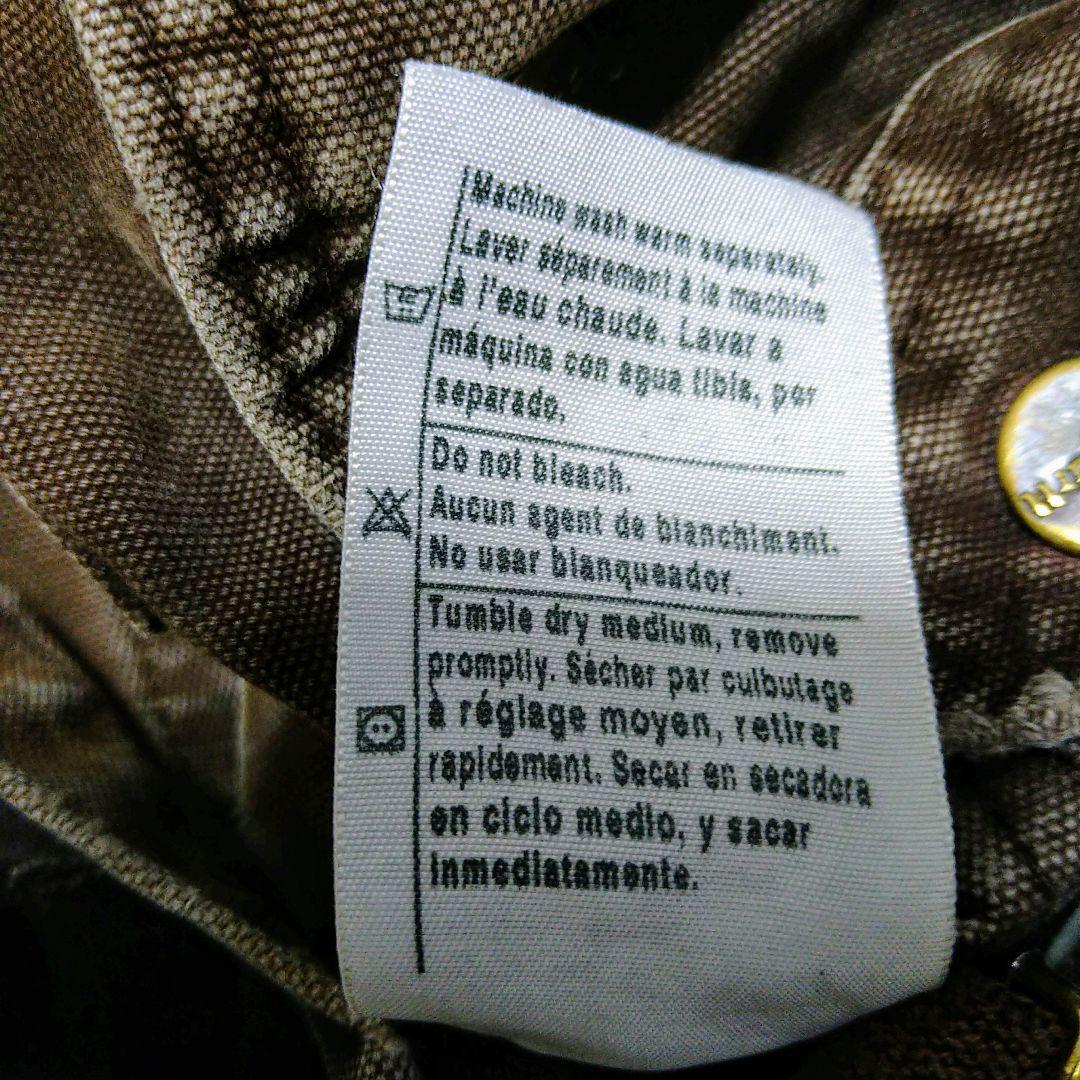 Machine wash warm separately.
Laver séparement à la machine
à l'eau chaude. Lavar a
máquina con agua tibia, por
separado.
Do not bleach.
Aucun agent de blanchiment.
No usar blanqueador.
Tumble dry medium, remove
promptly. Sécher par culbutage
à réglage moyen, retirer
rapidement. Secar en secadora
en ciclo medio, y sacar
inmediatamente.